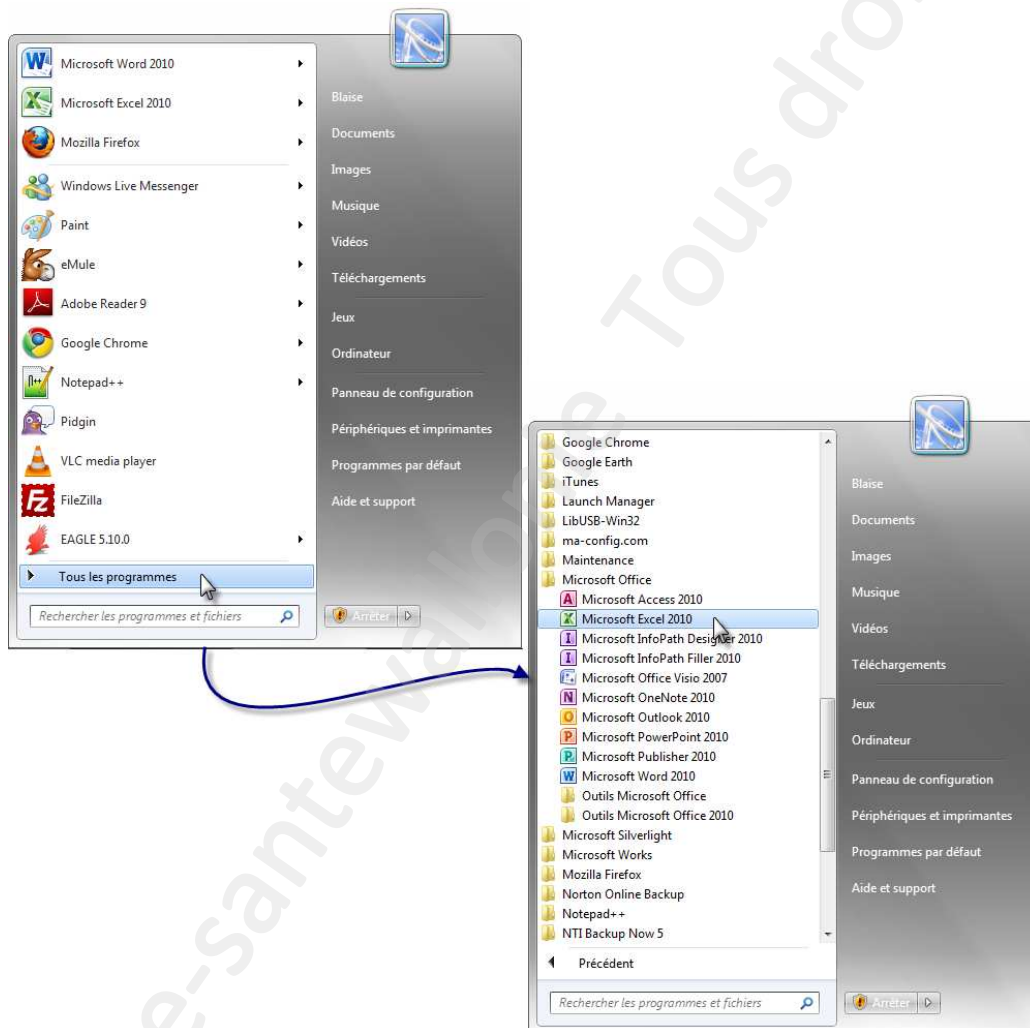 Microsoft Word 2010
Microsoft Excel 2010
Mozilla Firefox
Windows Live Messenger
Paint
eMule
Adobe Reader 9
Google Chrome
Notepad++
Pidgin
VLC media player
FileZilla
EAGLE 5.10.0
Tous les programmes
Rechercher les programmes et fichiers
Blaise
Documents
Images
Musique
Vidéos
Téléchargements
Jeux
Ordinateur
Panneau de configuration
Périphériques et imprimantes
Programmes par défaut
Aide et support
Arrêter
Google Chrome
Google Earth
iTunes
Launch Manager
LibUSB-Win32
ma-config.com
Maintenance
Microsoft Office
Microsoft Access 2010
Microsoft Excel 2010
Microsoft InfoPath Designer 2010
Microsoft InfoPath Filler 2010
Microsoft Office Visio 2007
Microsoft OneNote 2010
Microsoft Outlook 2010
Microsoft PowerPoint 2010
Microsoft Publisher 2010
Microsoft Word 2010
Outils Microsoft Office
Outils Microsoft Office 2010
Microsoft Silverlight
Microsoft Works
Mozilla Firefox
Norton Online Backup
Notepad++
NTI Backup Now 5
Précédent
Rechercher les programmes et fichiers
Blaise
Documents
Images
Musique
Vidéos
Téléchargements
Jeux
Ordinateur
Panneau de configuration
Périphériques et imprimantes
Programmes par défaut
Aide et support
Arrêter